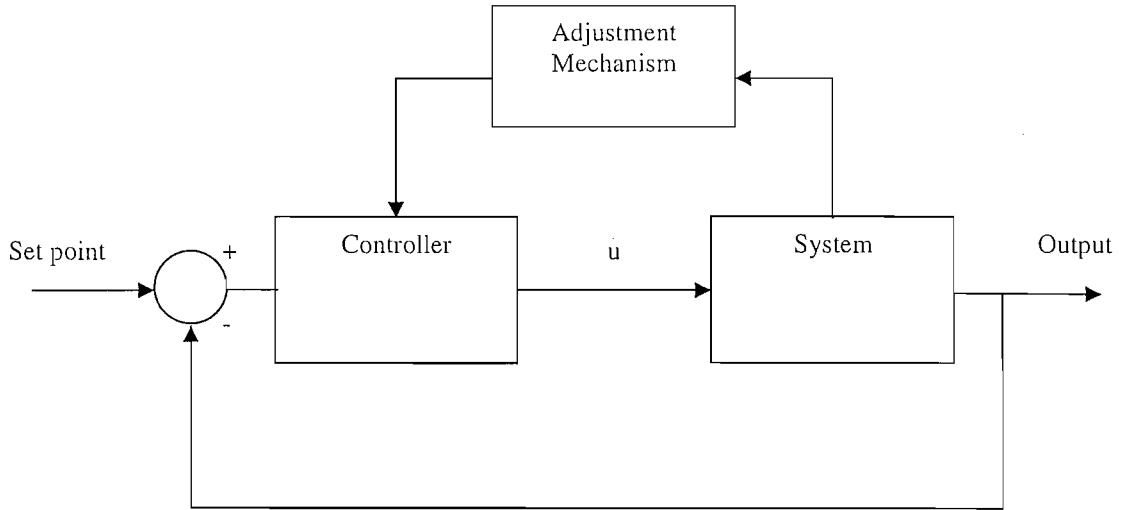 Adjustment
Mechanism
Set point
+
Controller
u
System
Output
-